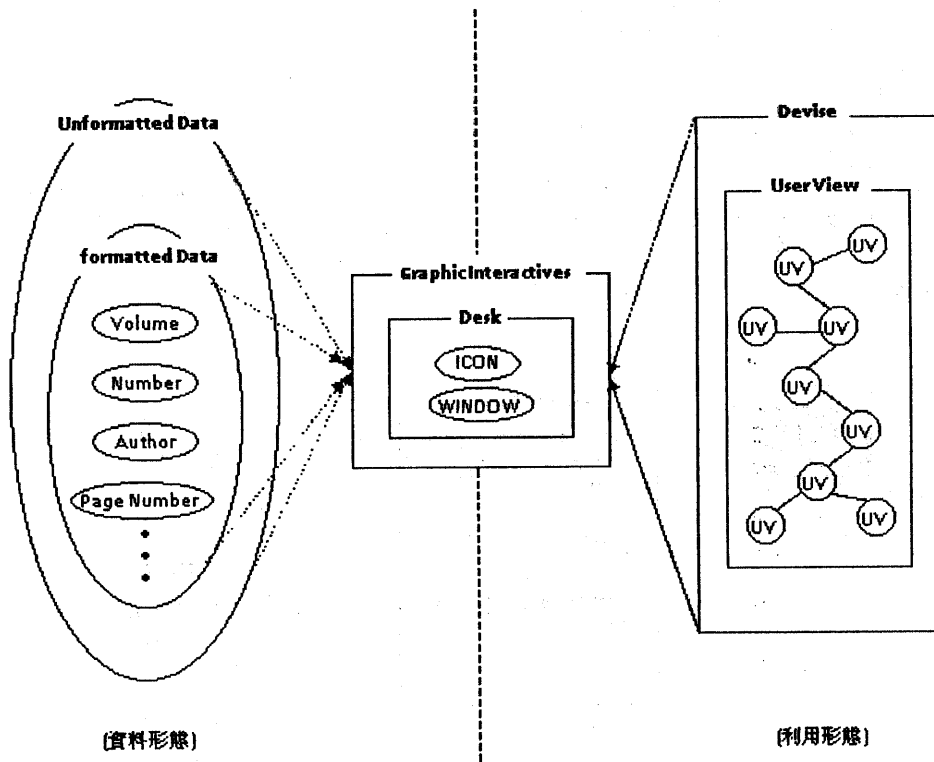 Unformatted Data
formatted Data
Volume
Number
Author
Page Number
(資料形態)
GraphicInteractives
Desk
ICON
WINDOW
Devise
UserView
UV
UV
UV
UV
UV
UV
UV
UV
UV
(利用形態)